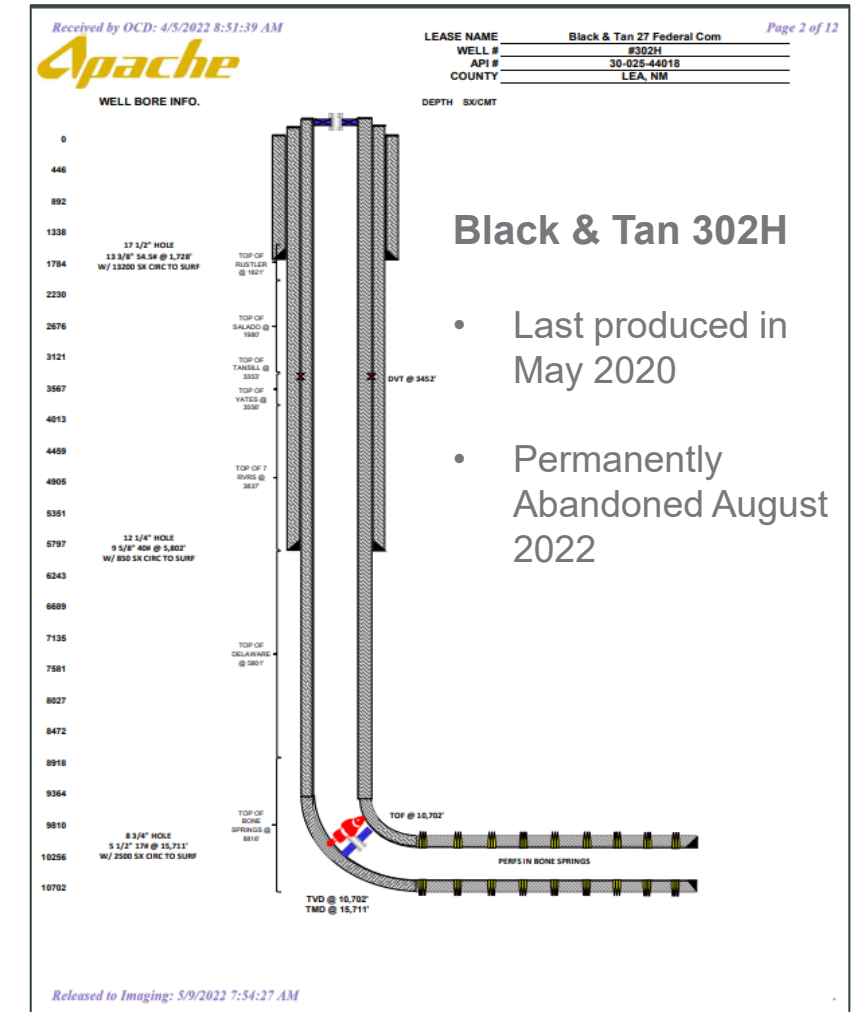 Received by OCD: 4/5/2022 8:51:39 AM
Page 2 of 12
Apache
LEASE NAME Black & Tan 27 Federal Com
WELL # #302H
API # 30-025-44018
COUNTY LEA, NM
WELL BORE INFO.
DEPTH SX/CMT
0
446
892
1338
1784
2230
2676
3121
3567
4013
4459
4905
5351
5797
6243
6689
7135
7581
8027
8472
8918
9364
9810
10256
10702
17 1/2" HOLE
13 3/8" 54.5# @ 1,728'
W/ 13200 SX CIRC TO SURF
TOP OF
RUSTLER
@ 1621'
TOP OF
SALADO @
1980'
TOP OF
TANSILL @
3353'
TOP OF
YATES @
3550'
DVT @ 3452'
TOP OF 7
RVRS @
3837'
12 1/4" HOLE
9 5/8" 40# @ 5,802'
W/ 850 SX CIRC TO SURF
TOP OF
DELAWARE
@ 5801'
TOP OF
BONE
SPRINGS @
8816'
8 3/4" HOLE
5 1/2" 17# @ 15,711'
W/ 2500 SX CIRC TO SURF
TOF @ 10,702'
PERFS IN BONE SPRINGS
TVD @ 10,702'
TMD @ 15,711'
Black & Tan 302H
• Last produced in
May 2020
• Permanently
Abandoned August
2022
Released to Imaging: 5/9/2022 7:54:27 AM